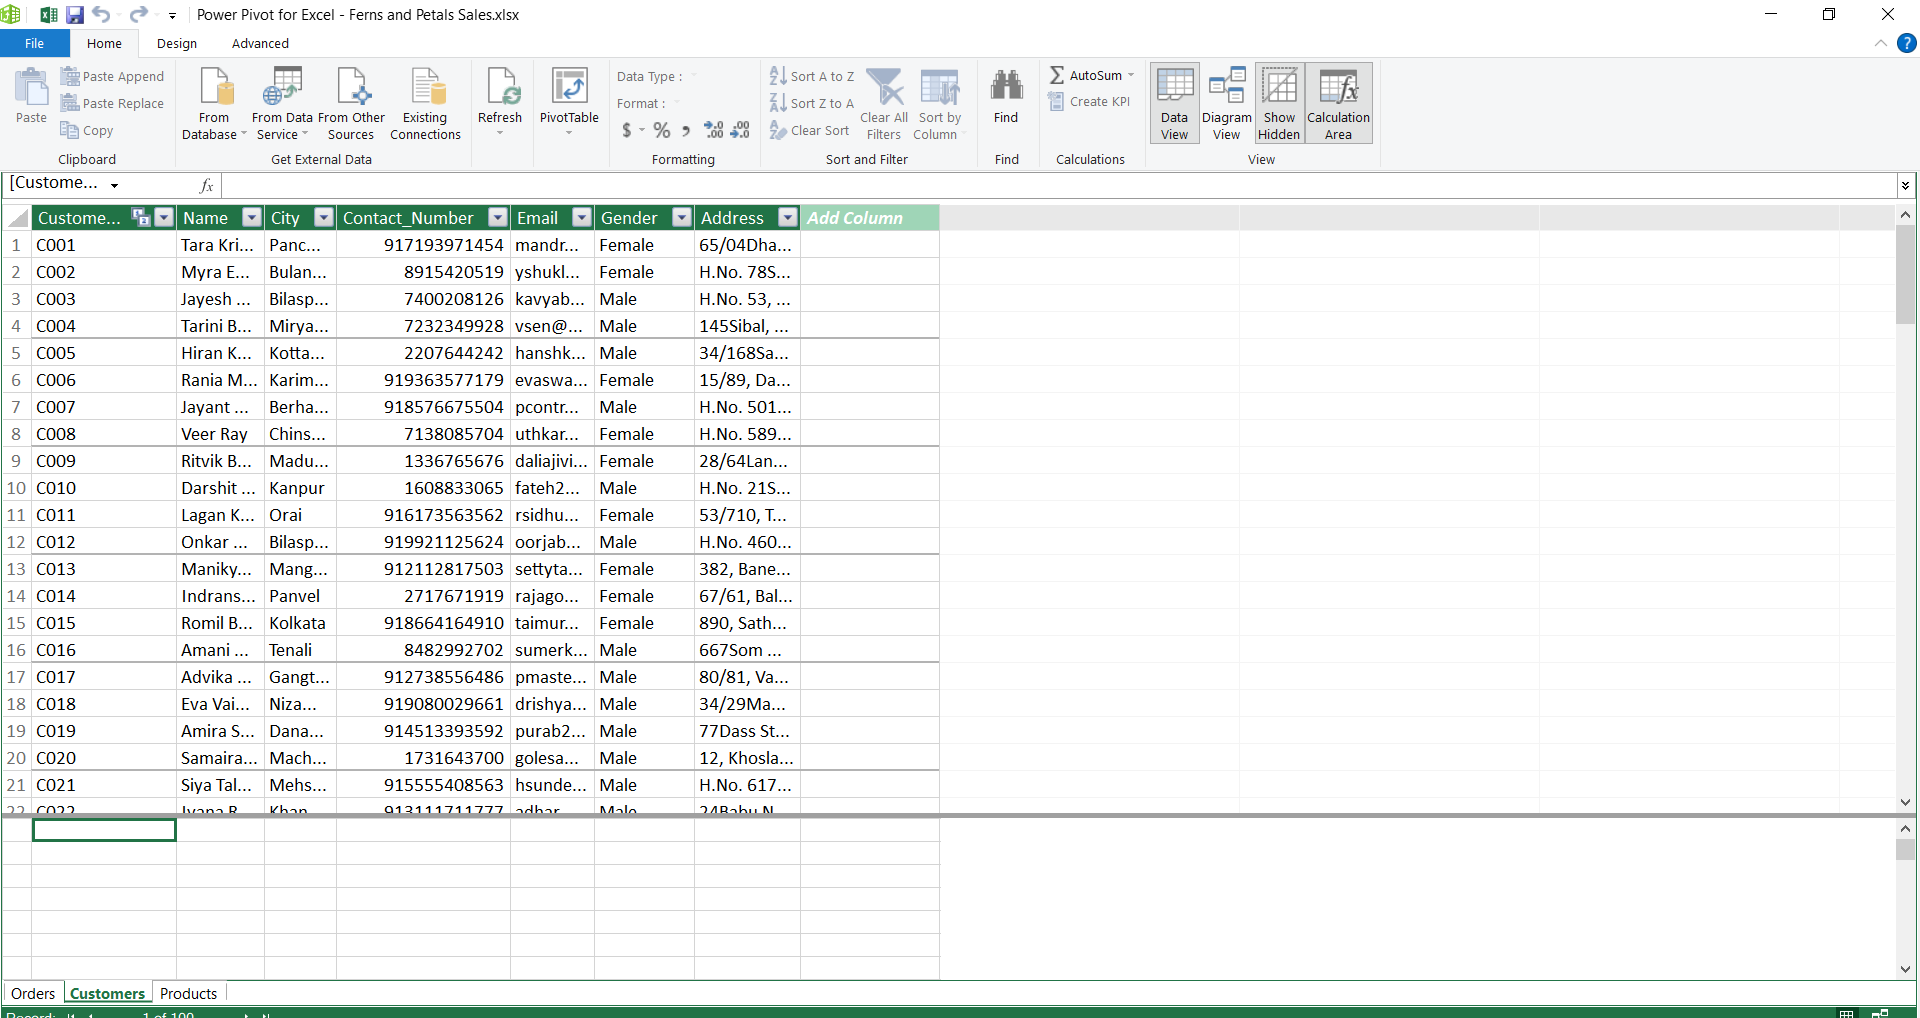 Power Pivot for Excel - Ferns and Petals Sales.xlsx
File Home Design Advanced
Paste
Paste Append
Paste Replace
Copy
Clipboard
From Database
From Data Service
From Other Sources
Existing Connections
Get External Data
Refresh
PivotTable
Data Type :
Format :
$ % ,
Formatting
Sort A to Z
Sort Z to A
Clear Sort
Clear All Filters
Sort by Column
Sort and Filter
Find
Find
AutoSum
Create KPI
Calculations
Data View
Diagram View
Show Hidden
Calculation Area
View
[Custome... fx
Custome... Name City Contact_Number Email Gender Address Add Column
1 C001 Tara Kri... Panc... 917193971454 mandr... Female 65/04Dha...
2 C002 Myra E... Bulan... 8915420519 yshukl... Female H.No. 78S...
3 C003 Jayesh ... Bilasp... 7400208126 kavyab... Male H.No. 53, ...
4 C004 Tarini B... Mirya... 7232349928 vsen@... Male 145Sibal, ...
5 C005 Hiran K... Kotta... 2207644242 hanshk... Male 34/168Sa...
6 C006 Rania M... Karim... 919363577179 evaswa... Female 15/89, Da...
7 C007 Jayant ... Berha... 918576675504 pcontr... Male H.No. 501...
8 C008 Veer Ray Chins... 7138085704 uthkar... Female H.No. 589...
9 C009 Ritvik B... Madu... 1336765676 daliajivi... Female 28/64Lan...
10 C010 Darshit ... Kanpur 1608833065 fateh2... Male H.No. 21S...
11 C011 Lagan K... Orai 916173563562 rsidhu... Female 53/710, T...
12 C012 Onkar ... Bilasp... 919921125624 oorjab... Male H.No. 460...
13 C013 Maniky... Mang... 912112817503 settyta... Female 382, Bane...
14 C014 Indrans... Panvel 2717671919 rajago... Female 67/61, Bal...
15 C015 Romil B... Kolkata 918664164910 taimur... Female 890, Sath...
16 C016 Amani ... Tenali 8482992702 sumerk... Male 667Som ...
17 C017 Advika ... Gangt... 912738556486 pmaste... Male 80/81, Va...
18 C018 Eva Vai... Niza... 919080029661 drishya... Male 34/29Ma...
19 C019 Amira S... Dana... 914513393592 purab2... Male 77Dass St...
20 C020 Samaira... Mach... 1731643700 golesa... Male 12, Khosla...
21 C021 Siya Tal... Mehs... 915555408563 hsunde... Male H.No. 617...
22 C022 913111711777 Male
Orders Customers Products
Record: 1 of 100